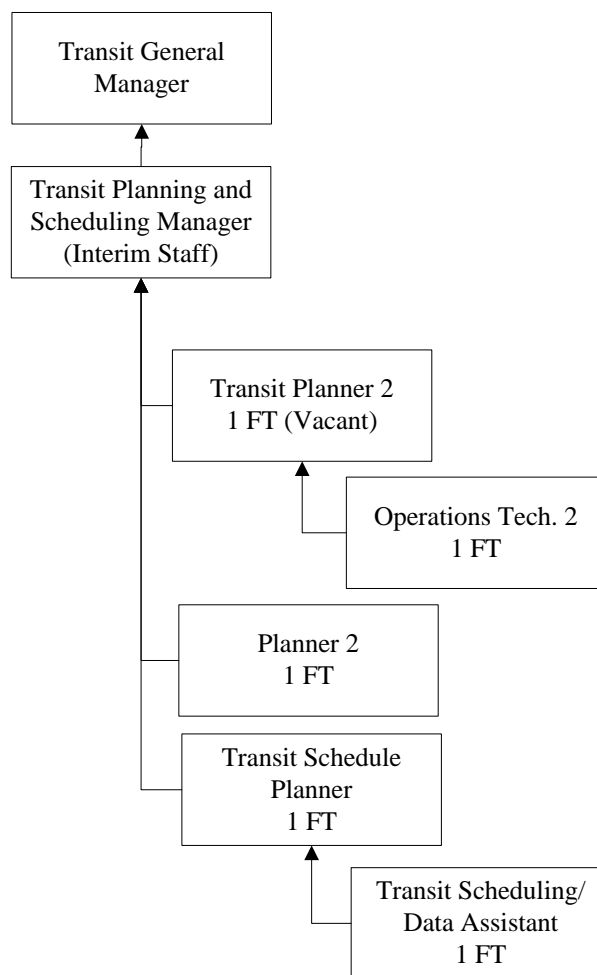 Transit General
Manager
Transit Planning and
Scheduling Manager
(Interim Staff)
Transit Planner 2
1 FT (Vacant)
Operations Tech. 2
1 FT
Planner 2
1 FT
Transit Schedule
Planner
1 FT
Transit Scheduling/
Data Assistant
1 FT